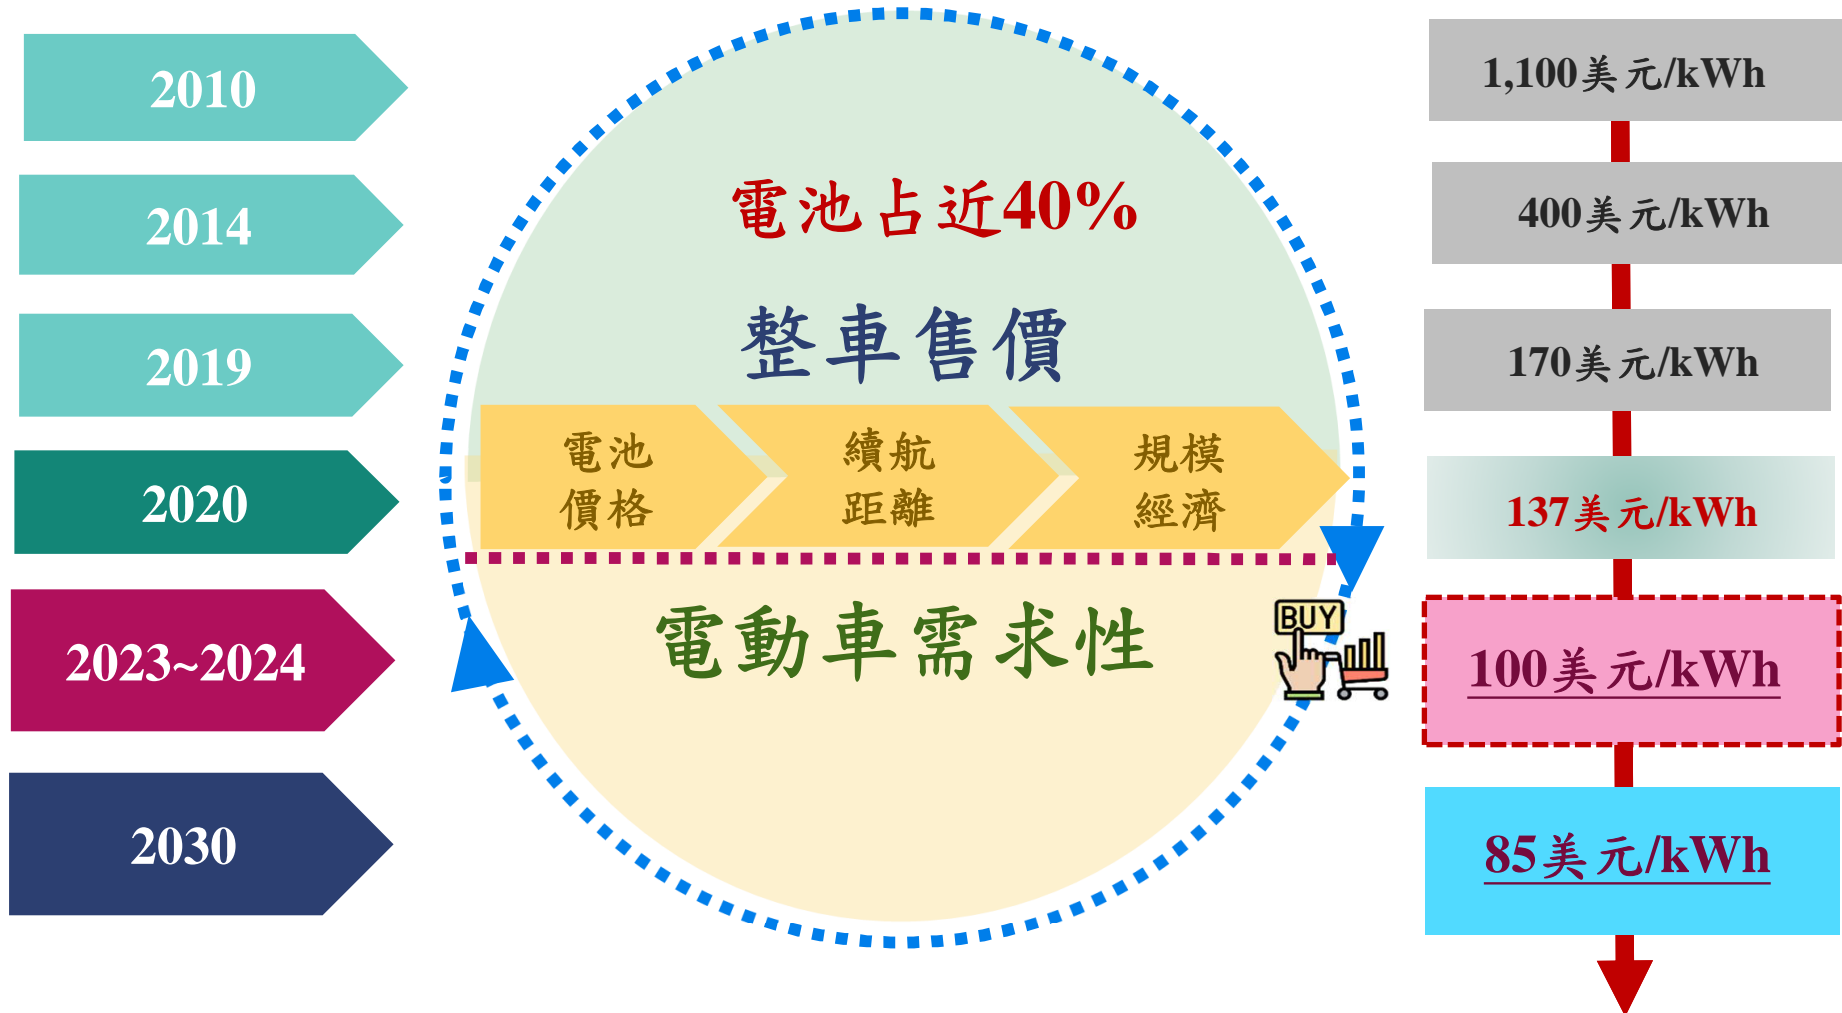 2010
2014
2019
2020
2023~2024
2030
電池占近40%
整車售價
電池
價格
續航
距離
規模
經濟
電動車需求性
BUY
1,100美元/kWh
400美元/kWh
170美元/kWh
137美元/kWh
100美元/kWh
85美元/kWh